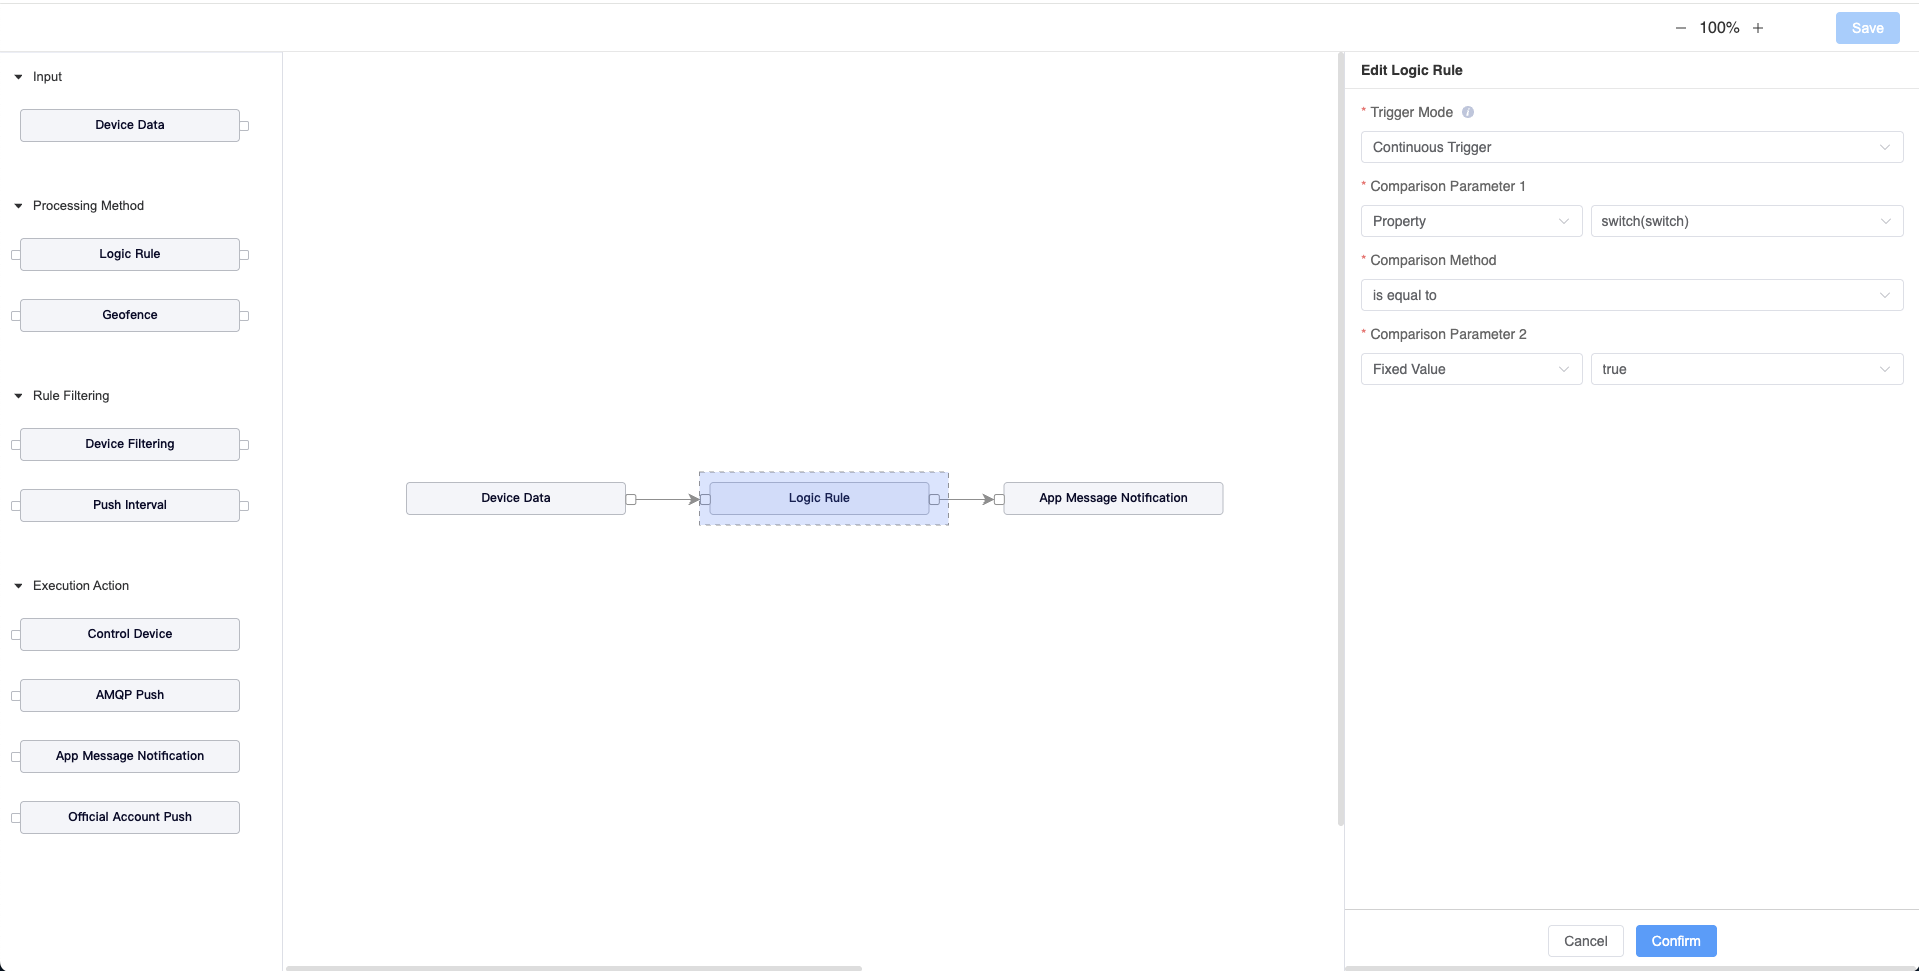 100%
Save
Input
Device Data
Processing Method
Logic Rule
Geofence
Rule Filtering
Device Filtering
Push Interval
Execution Action
Control Device
AMQP Push
App Message Notification
Official Account Push
Device Data
Logic Rule
App Message Notification
Edit Logic Rule
* Trigger Mode i
Continuous Trigger
* Comparison Parameter 1
Property switch(switch)
* Comparison Method
is equal to
* Comparison Parameter 2
Fixed Value true
Cancel Confirm